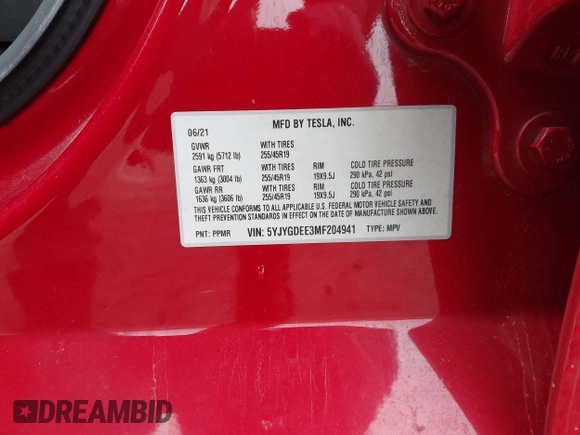 MFD BY TESLA, INC.
06/21
GVWR WITH TIRES
2591 kg (5712 lb) 255/45R19
GAWR FRT WITH TIRES RIM COLD TIRE PRESSURE
1363 kg (3004 lb) 255/45R19 19X9.5J 290 kPa, 42 psi
GAWR RR WITH TIRES RIM COLD TIRE PRESSURE
1636 kg (3606 lb) 255/45R19 19X9.5J 290 kPa, 42 psi
THIS VEHICLE CONFORMS TO ALL APPLICABLE U.S. FEDERAL MOTOR VEHICLE SAFETY AND
THEFT PREVENTION STANDARDS IN EFFECT ON THE DATE OF MANUFACTURE SHOWN ABOVE.
PNT: PPMR VIN: 5YJYGDEE3MF204941 TYPE: MPV
DREAMBID